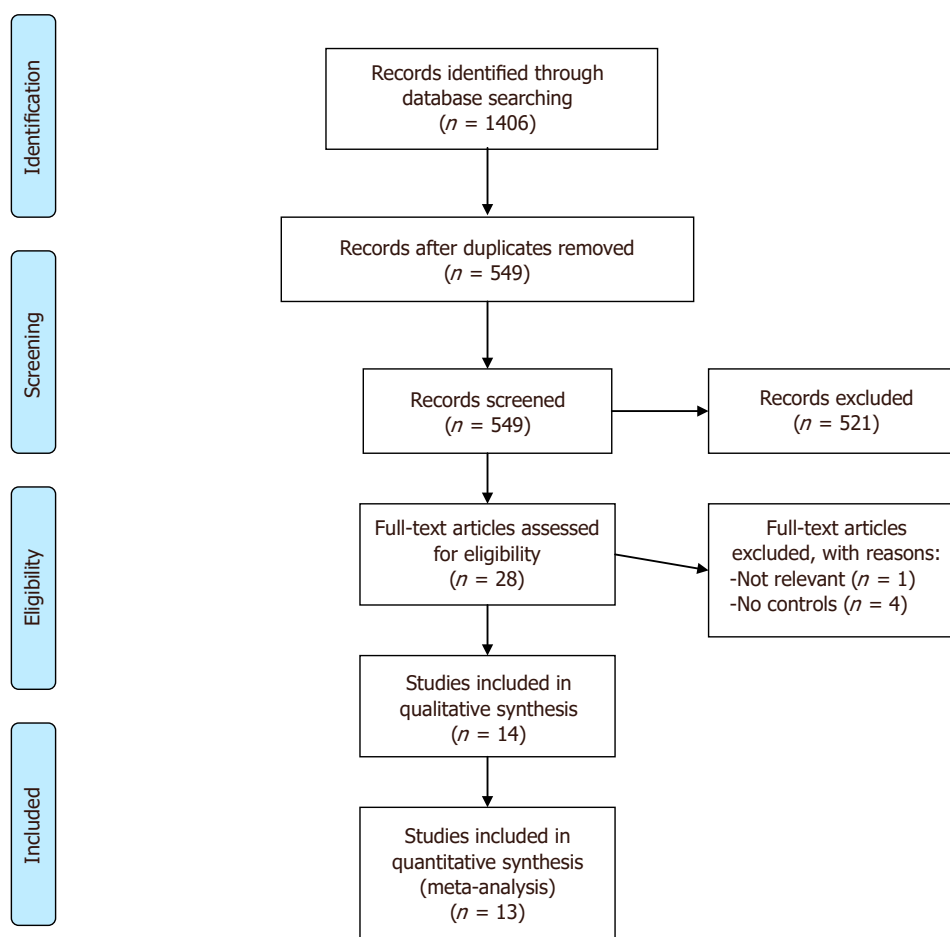 Identification
Records identified through
database searching
(n = 1406)
Records after duplicates removed
(n = 549)
Screening
Records screened
(n = 549)
Records excluded
(n = 521)
Eligibility
Full-text articles assessed
for eligibility
(n = 28)
Full-text articles
excluded, with reasons:
-Not relevant (n = 1)
-No controls (n = 4)
Studies included in
qualitative synthesis
(n = 14)
Included
Studies included in
quantitative synthesis
(meta-analysis)
(n = 13)